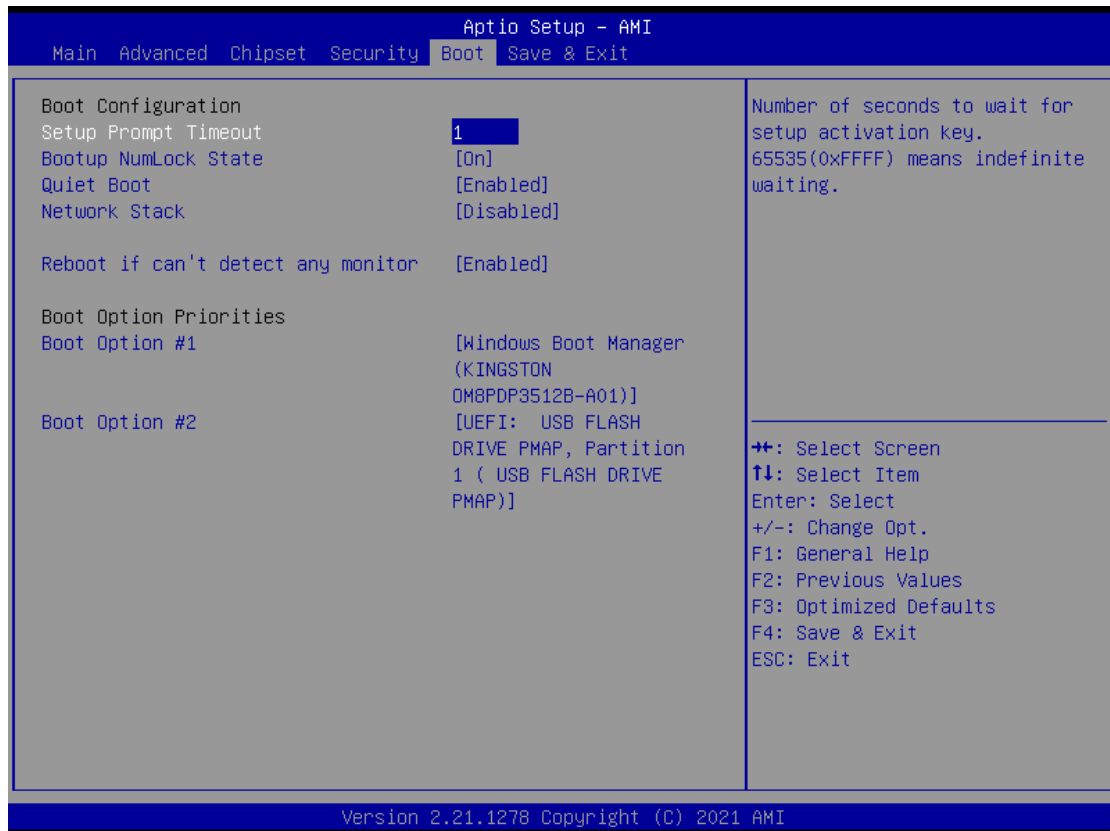 Aptio Setup – AMI
Main Advanced Chipset Security Boot Save & Exit
Boot Configuration
Setup Prompt Timeout 1
Bootup NumLock State [On]
Quiet Boot [Enabled]
Network Stack [Disabled]
Reboot if can't detect any monitor [Enabled]
Boot Option Priorities
Boot Option #1 [Windows Boot Manager
(KINGSTON
OM8PDP3512B-A01)]
Boot Option #2 [UEFI: USB FLASH
DRIVE PMAP, Partition
1 ( USB FLASH DRIVE
PMAP)]
Number of seconds to wait for
setup activation key.
65535(0xFFFF) means indefinite
waiting.
→←: Select Screen
↑↓: Select Item
Enter: Select
+/-: Change Opt.
F1: General Help
F2: Previous Values
F3: Optimized Defaults
F4: Save & Exit
ESC: Exit
Version 2.21.1278 Copyright (C) 2021 AMI